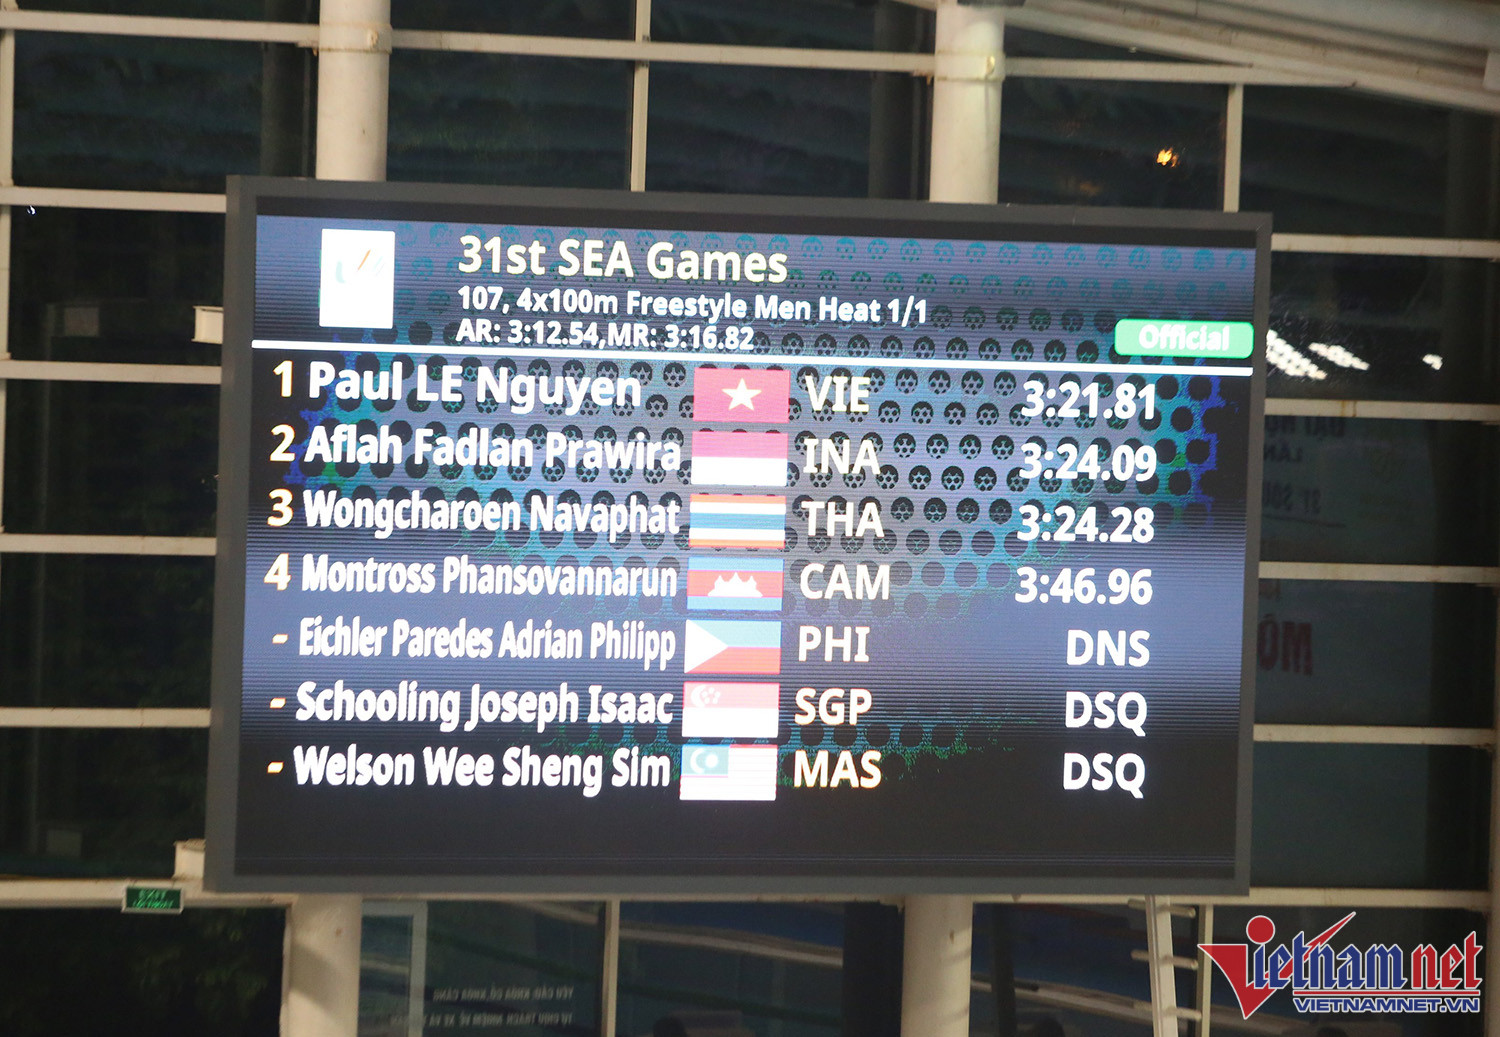 31st SEA Games
107, 4x100m Freestyle Men Heat 1/1
AR: 3:12.54,MR: 3:16.82
Official
1 Paul LE Nguyen VIE 3:21.81
2 Aflah Fadlan Prawira INA 3:24.09
3 Wongcharoen Navaphat THA 3:24.28
4 Montross Phansovannarun CAM 3:46.96
- Eichler Paredes Adrian Philipp PHI DNS
- Schooling Joseph Isaac SGP DSQ
- Welson Wee Sheng Sim MAS DSQ
EXIT
Vietnamnet
VIETNAMNET.VN